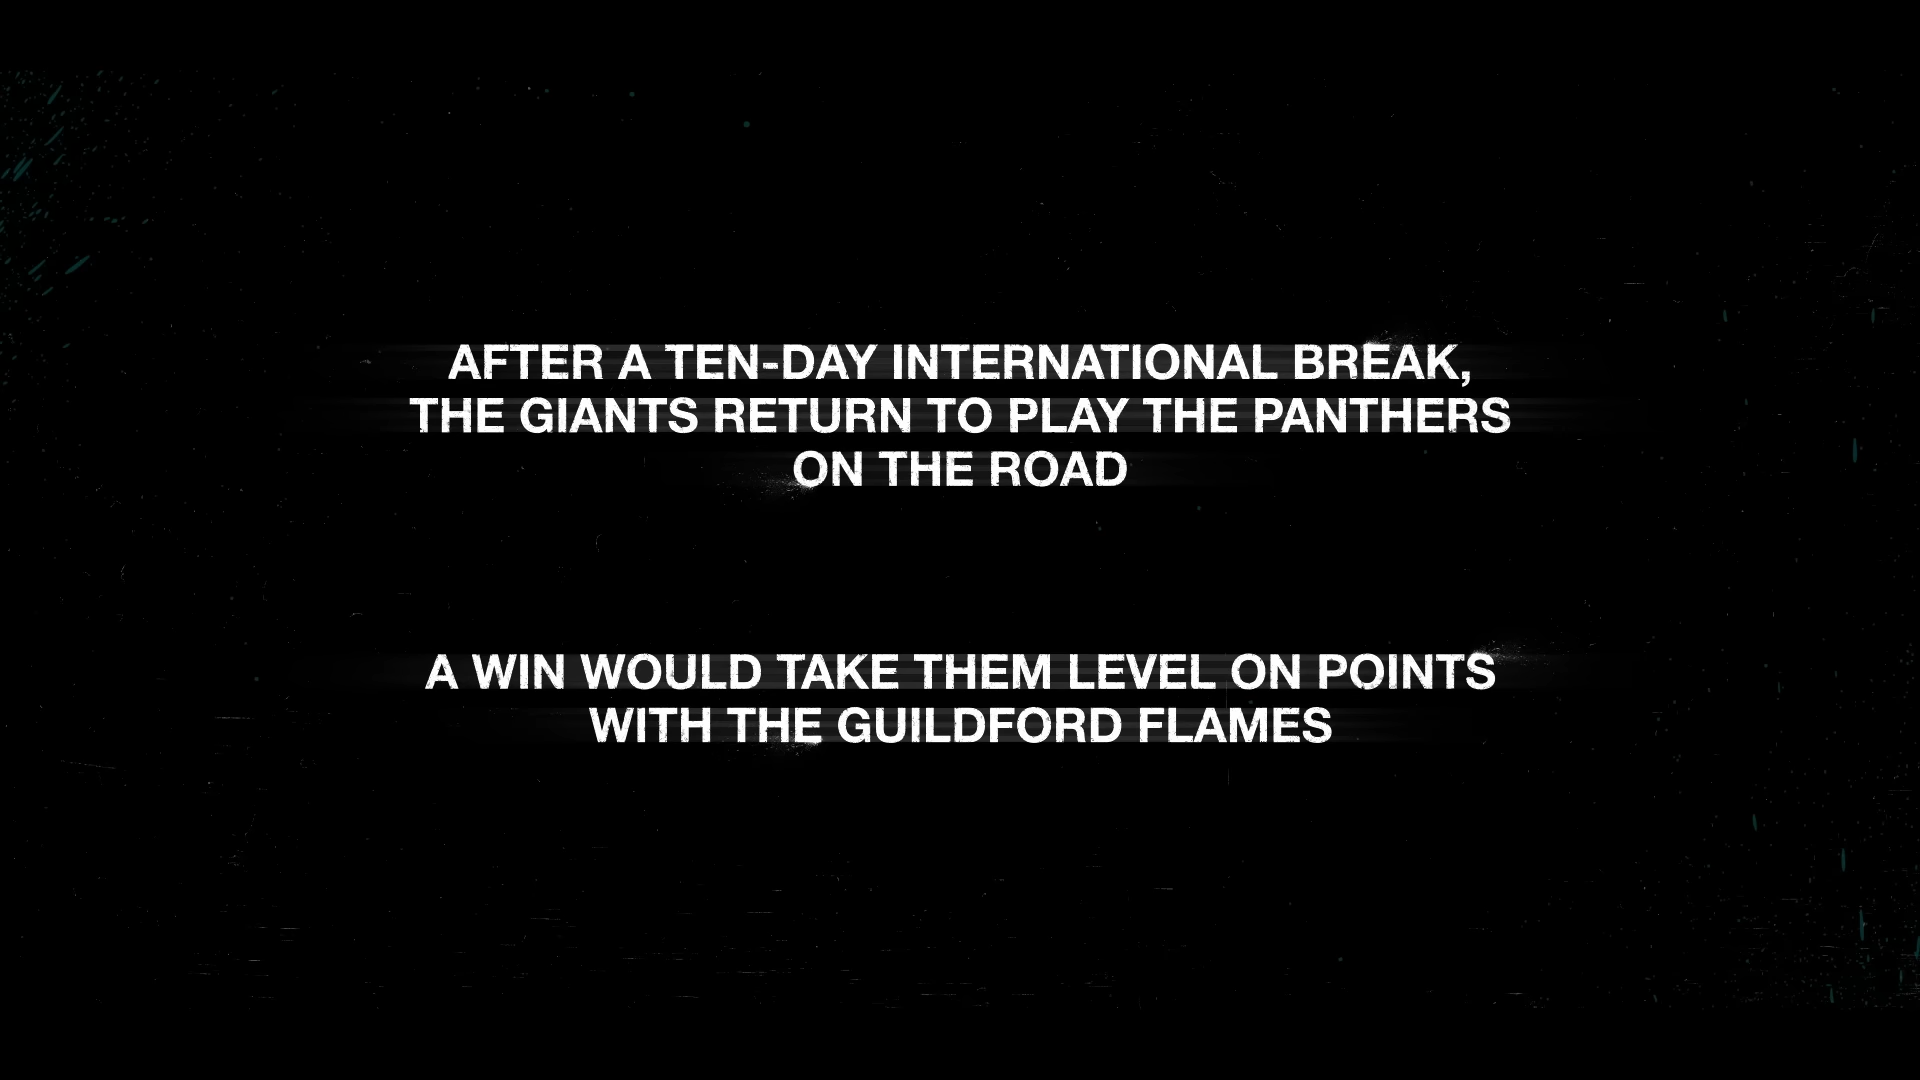 AFTER A TEN-DAY INTERNATIONAL BREAK,
THE GIANTS RETURN TO PLAY THE PANTHERS
ON THE ROAD
A WIN WOULD TAKE THEM LEVEL ON POINTS
WITH THE GUILDFORD FLAMES